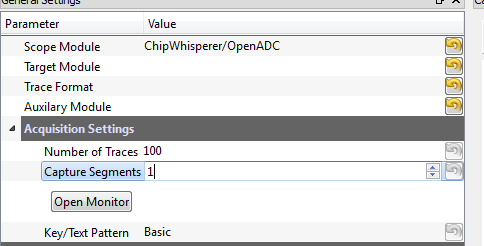 General Settings
Parameter Value
Scope Module ChipWhisperer/OpenADC
Target Module
Trace Format
Auxilary Module
Acquisition Settings
Number of Traces 100
Capture Segments 1
Open Monitor
Key/Text Pattern Basic